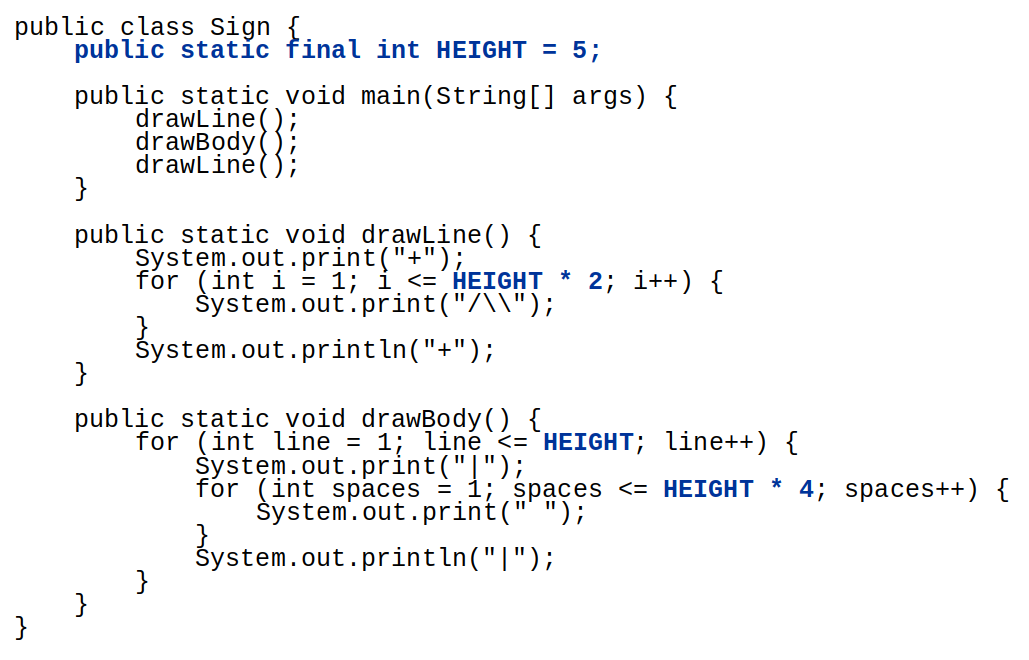 public class Sign {
    public static final int HEIGHT = 5;

    public static void main(String[] args) {
        drawLine();
        drawBody();
        drawLine();
    }

    public static void drawLine() {
        System.out.print("+");
        for (int i = 1; i <= HEIGHT * 2; i++) {
            System.out.print("/\\");
        }
        System.out.println("+");
    }

    public static void drawBody() {
        for (int line = 1; line <= HEIGHT; line++) {
            System.out.print("|");
            for (int spaces = 1; spaces <= HEIGHT * 4; spaces++) {
                System.out.print(" ");
            }
            System.out.println("|");
        }
    }
}